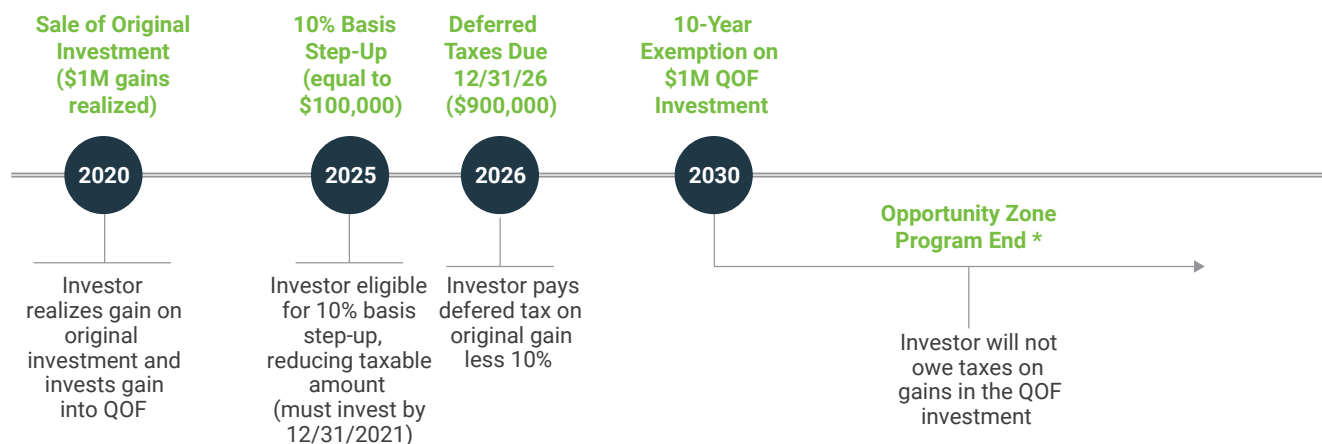 Sale of Original
Investment
($1M gains
realized)
10% Basis
Step-Up
(equal to
$100,000)
Deferred
Taxes Due
12/31/26
($900,000)
10-Year
Exemption on
$1M QOF
Investment
2020
2025
2026
2030
Opportunity Zone
Program End *
Investor
realizes gain on
original
investment and
invests gain
into QOF
Investor eligible
for 10% basis
step-up,
reducing taxable
amount
(must invest by
12/31/2021)
Investor pays
defered tax on
original gain
less 10%
Investor will not
owe taxes on
gains in the QOF
investment